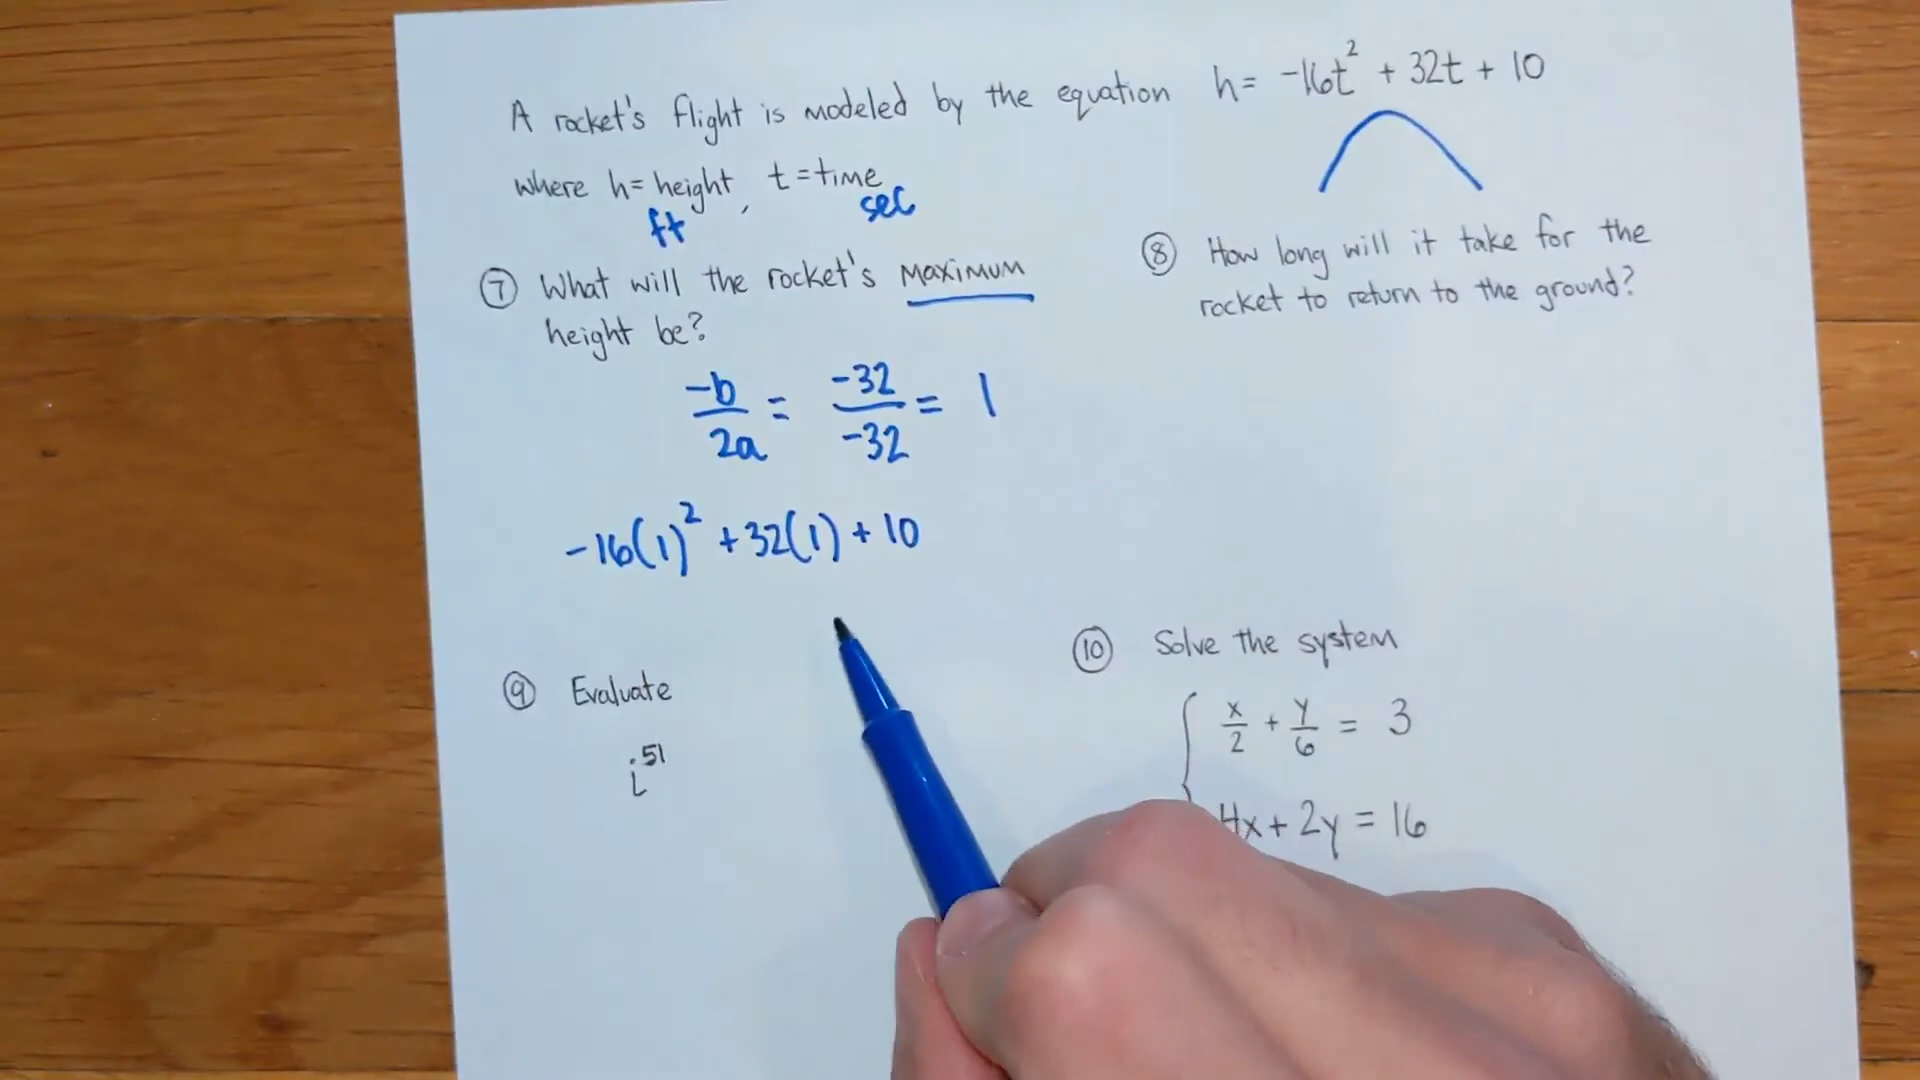 A rocket's flight is modeled by the equation h = -16t² + 32t + 10
where h = height, t = time
ft sec
⑦ What will the rocket's maximum
height be?
-b/2a = -32/-32 = 1
-16(1)² + 32(1) + 10
⑧ How long will it take for the
rocket to return to the ground?
⑨ Evaluate
i⁵¹
⑩ Solve the system
x/2 + y/6 = 3
4x + 2y = 16